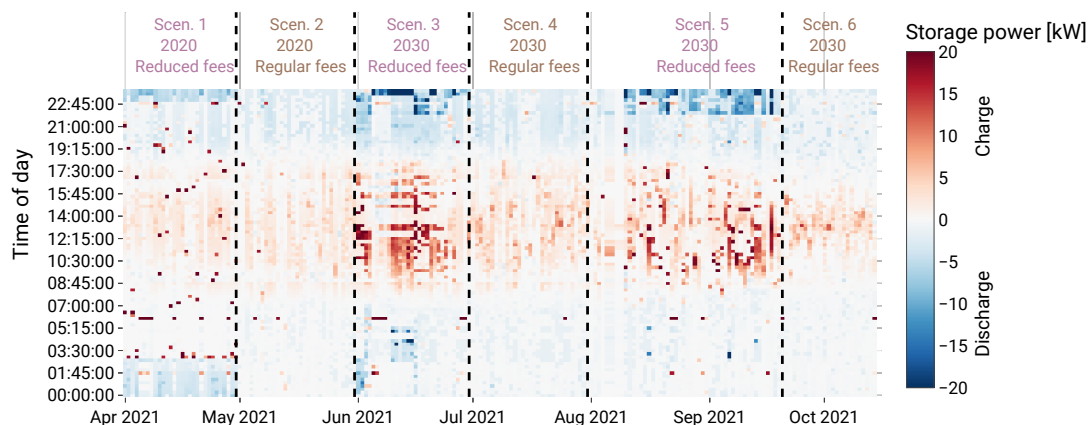 Scen. 1
2020
Reduced fees
Scen. 2
2020
Regular fees
Scen. 3
2030
Reduced fees
Scen. 4
2030
Regular fees
Scen. 5
2030
Reduced fees
Scen. 6
2030
Regular fees
Storage power [kW]
20
15
10
5
0
−5
−10
−15
−20
Charge
Discharge
Time of day
22:45:00
21:00:00
19:15:00
17:30:00
15:45:00
14:00:00
12:15:00
10:30:00
08:45:00
07:00:00
05:15:00
03:30:00
01:45:00
00:00:00
Apr 2021
May 2021
Jun 2021
Jul 2021
Aug 2021
Sep 2021
Oct 2021